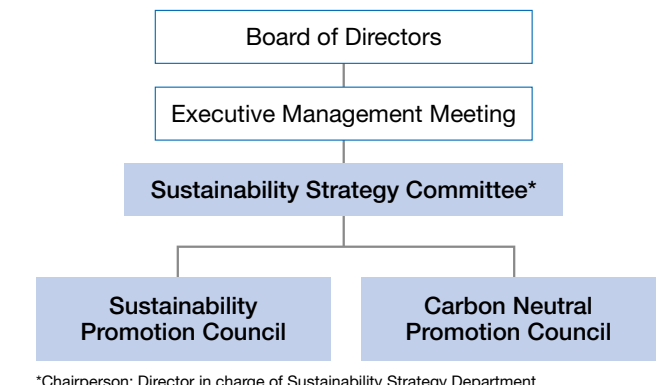 Board of Directors
Executive Management Meeting
Sustainability Strategy Committee*
Sustainability
Promotion Council
Carbon Neutral
Promotion Council
*Chairperson: Director in charge of Sustainability Strategy Department